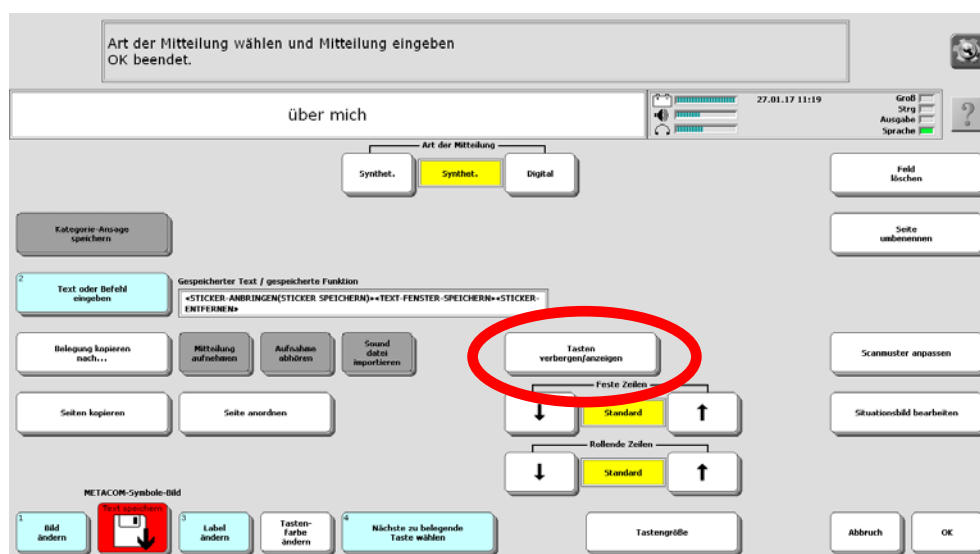 Art der Mitteilung wählen und Mitteilung eingeben
OK beendet.
über mich
27.01.17 11:19
Groß
Strg
Ausgabe
Sprache
?
Art der Mitteilung
Synthet.
Synthet.
Digital
Feld
löschen
Kategorie-Ansage
speichern
Seite
umbenennen
2
Text oder Befehl
eingeben
Gespeicherter Text / gespeicherte Funktion
«STICKER-ANBRINGEN(STICKER SPEICHERN)»«TEXT-FENSTER-SPEICHERN»«STICKER-
ENTFERNEN»
Belegung kopieren
nach...
Mitteilung
aufnehmen
Aufnahme
abhören
Sound
datei
importieren
Tasten
verbergen/anzeigen
Scanmuster anpassen
Feste Zeilen
Seiten kopieren
Seite anordnen
Standard
Situationsbild bearbeiten
Rollende Zeilen
Standard
METACOM-Symbole-Bild
1
Bild
ändern
Text speichern
3
Label
ändern
Tasten-
Farbe
ändern
4
Nächste zu belegende
Taste wählen
Tastengröße
Abbruch
OK